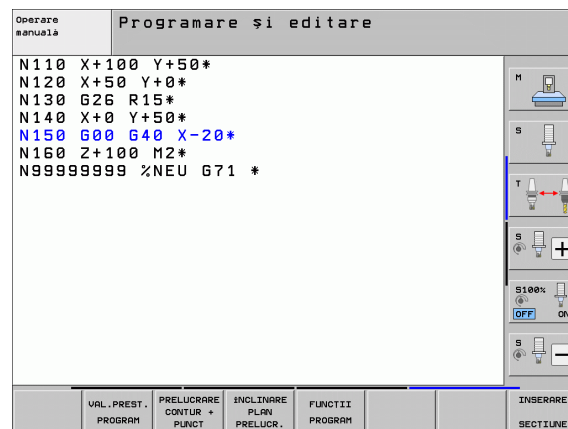 Operare
manuală
Programare și editare
N110 X+100 Y+50*
N120 X+50 Y+0*
N130 G26 R15*
N140 X+0 Y+50*
N150 G00 G40 X-20*
N160 Z+100 M2*
N99999999 %NEU G71 *
M
S
T
S
+
S100%
OFF ON
S
-
VAL.PREST.
PROGRAM
PRELUCRARE
CONTUR +
PUNCT
ÎNCLINARE
PLAN
PRELUCR.
FUNCTII
PROGRAM
INSERARE
SECTIUNE